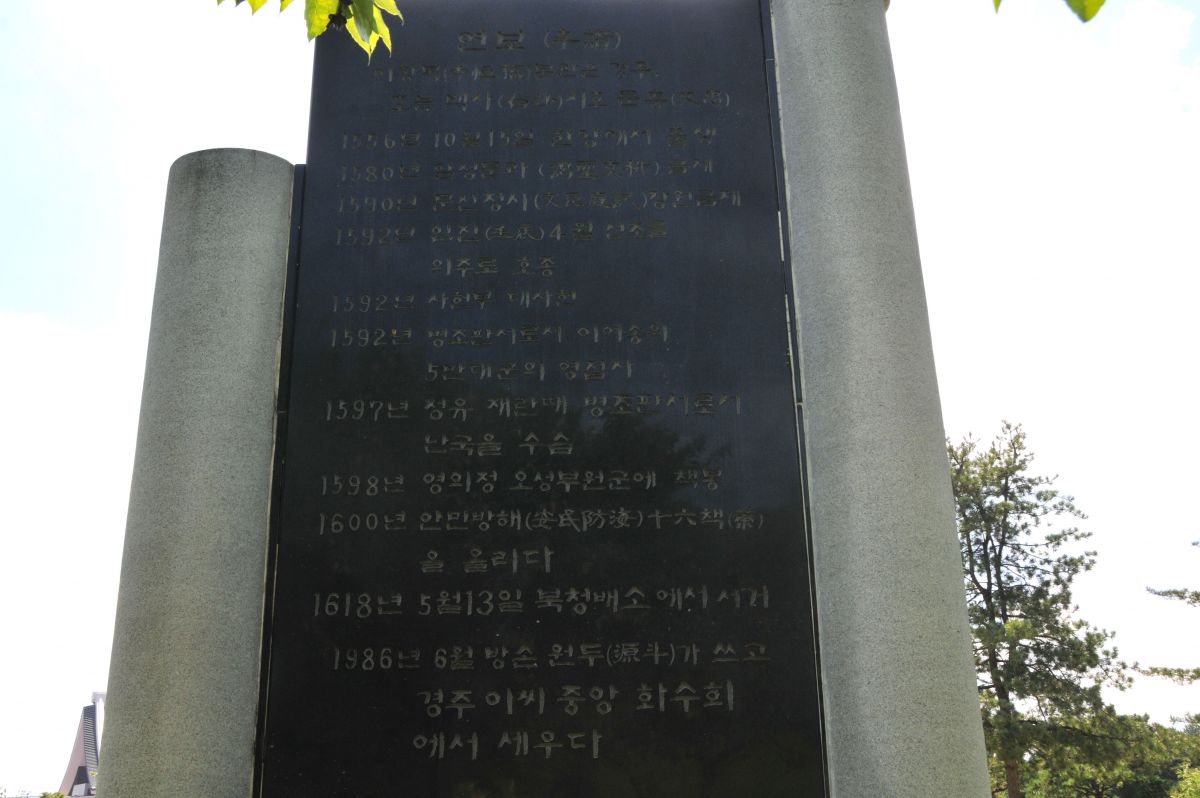 연보 (年譜)
이항복(李恒福)본관은 경주
호는 백사(白沙)시호 문충(文忠)
1556年 10월 15일 한양에서 출생
1580年 알성문과 (謁聖文科) 급제
1590년 문신정시( )장원급제
1592년 임진(壬辰)4월 선조를
의주로 호종
1592년 사헌부 대사헌
1592년 병조판서로서 이여송의
5만대군의 영접사
1597년 정유 재란때 병조판서로서
난국을 수습
1598년 영의정 오성부원군에 책봉
1600년 안민방해(安民防海)十六책(策)
을 올리다
1618년 5월13일 북청배소에서 서거
1986년 6월 방손 원두(源斗)가 쓰고
경주 이씨 중앙 화수회
에서 세우다